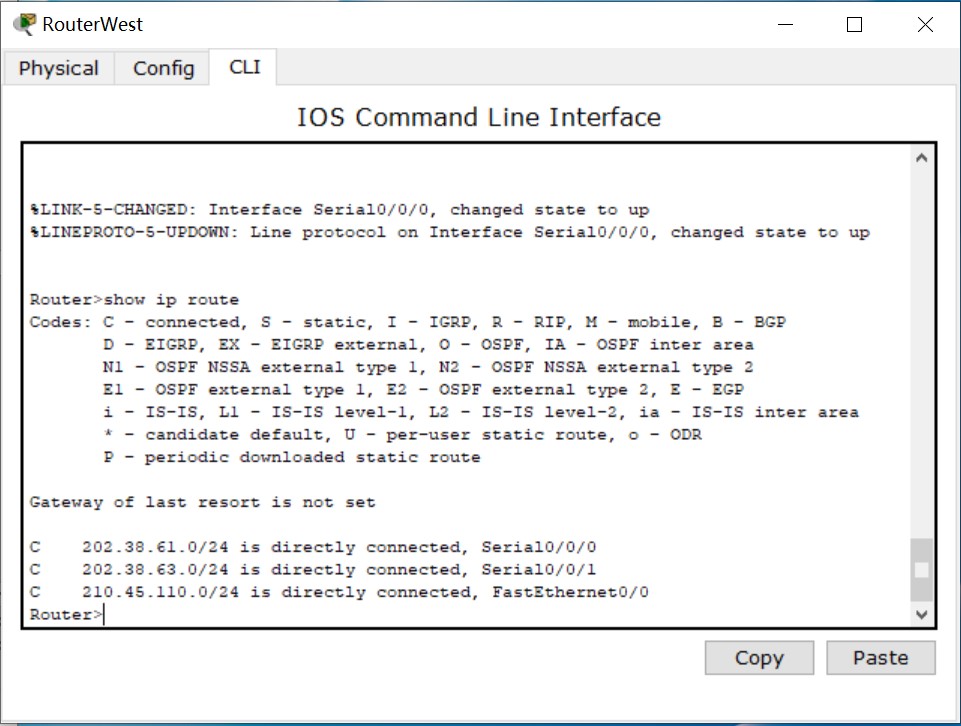 RouterWest
Physical Config CLI
IOS Command Line Interface
%LINK-5-CHANGED: Interface Serial0/0/0, changed state to up
%LINEPROTO-5-UPDOWN: Line protocol on Interface Serial0/0/0, changed state to up
Router>show ip route
Codes: C - connected, S - static, I - IGRP, R - RIP, M - mobile, B - BGP
D - EIGRP, EX - EIGRP external, O - OSPF, IA - OSPF inter area
N1 - OSPF NSSA external type 1, N2 - OSPF NSSA external type 2
E1 - OSPF external type 1, E2 - OSPF external type 2, E - EGP
i - IS-IS, L1 - IS-IS level-1, L2 - IS-IS level-2, ia - IS-IS inter area
* - candidate default, U - per-user static route, o - ODR
P - periodic downloaded static route
Gateway of last resort is not set
C 202.38.61.0/24 is directly connected, Serial0/0/0
C 202.38.63.0/24 is directly connected, Serial0/0/1
C 210.45.110.0/24 is directly connected, FastEthernet0/0
Router>
Copy Paste